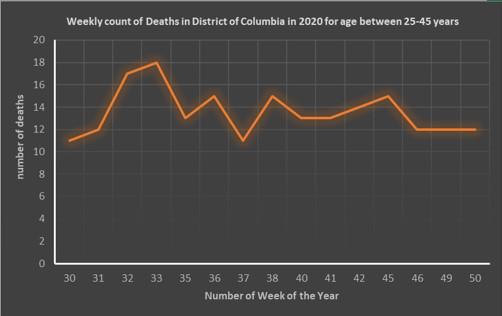 Weekly count of Deaths in District of Columbia in 2020 for age between 25-45 years
20
18
16
14
12
10
8
6
4
2
0
number of deaths
30 31 32 33 35 36 37 38 40 41 42 45 46 49 50
Number of Week of the Year